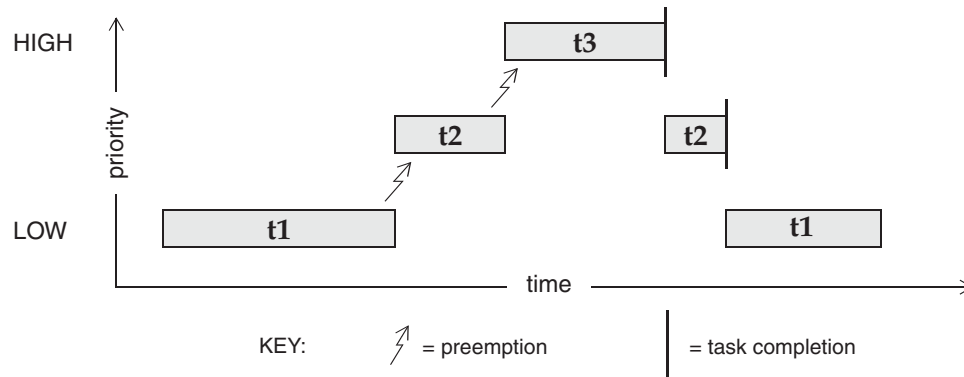 HIGH
t3
priority
t2
t2
LOW
t1
t1
time
KEY:
= preemption
= task completion